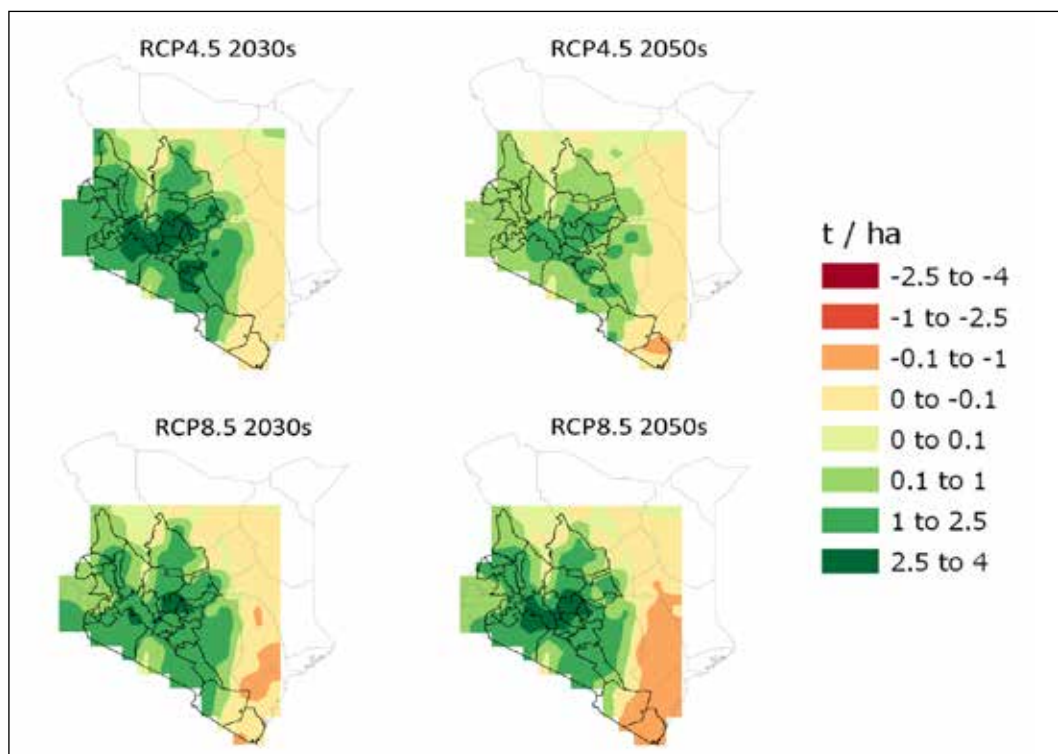 RCP4.5 2030s
RCP4.5 2050s
RCP8.5 2030s
RCP8.5 2050s
t / ha
-2.5 to -4
-1 to -2.5
-0.1 to -1
0 to -0.1
0 to 0.1
0.1 to 1
1 to 2.5
2.5 to 4